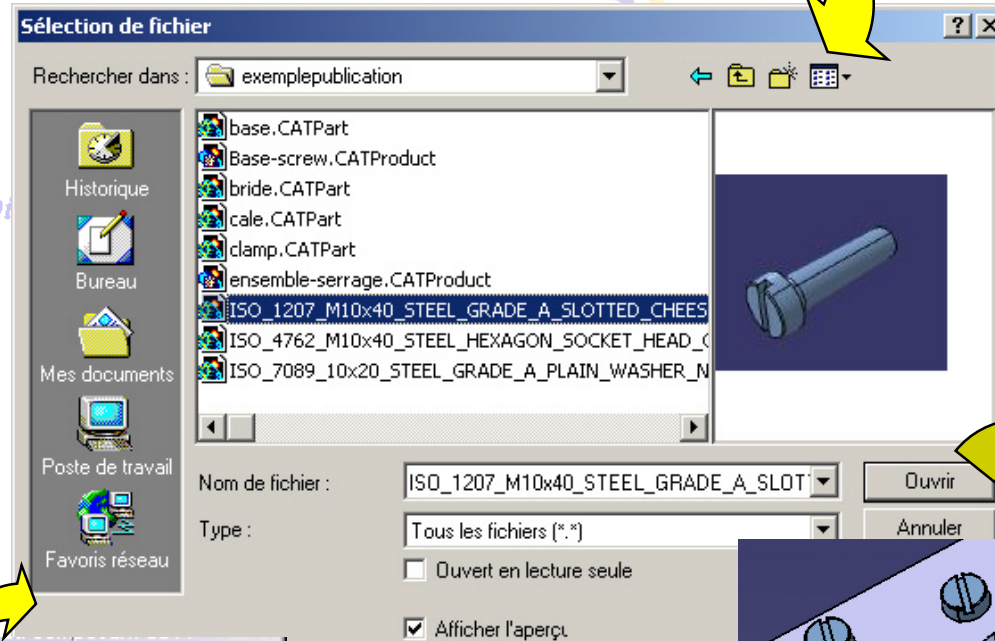 Sélection de fichier
Rechercher dans : exemplepublication
Historique
Bureau
Mes documents
Poste de travail
Favoris réseau
base.CATPart
Base-screw.CATProduct
bride.CATPart
cale.CATPart
clamp.CATPart
ensemble-serrage.CATProduct
ISO_1207_M10x40_STEEL_GRADE_A_SLOTTED_CHEES
ISO_4762_M10x40_STEEL_HEXAGON_SOCKET_HEAD_
ISO_7089_10x20_STEEL_GRADE_A_PLAIN_WASHER_N
Nom de fichier : ISO_1207_M10x40_STEEL_GRADE_A_SLOT Ouvrir
Type : Tous les fichiers (*.*) Annuler
Ouvert en lecture seule
Afficher l'aperçu